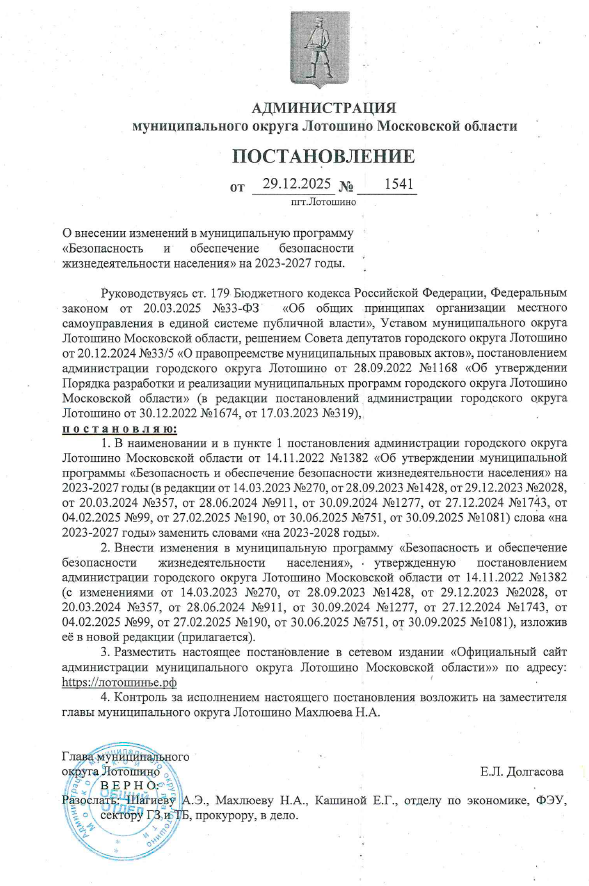 АДМИНИСТРАЦИЯ
муниципального округа Лотошино Московской области
ПОСТАНОВЛЕНИЕ
от 29.12.2025 № 1541
пгт.Лотошино
О внесении изменений в муниципальную программу
«Безопасность и обеспечение безопасности
жизнедеятельности населения» на 2023-2027 годы.
Руководствуясь ст. 179 Бюджетного кодекса Российской Федерации, Федеральным
законом от 20.03.2025 №33-ФЗ «Об общих принципах организации местного
самоуправления в единой системе публичной власти», Уставом муниципального округа
Лотошино Московской области, решением Совета депутатов городского округа Лотошино
от 20.12.2024 №33/5 «О правопреемстве муниципальных правовых актов», постановлением
администрации городского округа Лотошино от 28.09.2022 №1168 «Об утверждении
Порядка разработки и реализации муниципальных программ городского округа Лотошино
Московской области» (в редакции постановлений администрации городского округа
Лотошино от 30.12.2022 №1674, от 17.03.2023 №319),
п о с т а н о в л я ю:
1. В наименовании и в пункте 1 постановления администрации городского округа
Лотошино Московской области от 14.11.2022 №1382 «Об утверждении муниципальной
программы «Безопасность и обеспечение безопасности жизнедеятельности населения» на
2023-2027 годы (в редакции от 14.03.2023 №270, от 28.09.2023 №1428, от 29.12.2023 №2028,
от 20.03.2024 №357, от 28.06.2024 №911, от 30.09.2024 №1277, от 27.12.2024 №1743, от
04.02.2025 №99, от 27.02.2025 №190, от 30.06.2025 №751, от 30.09.2025 №1081) слова «на
2023-2027 годы» заменить словами «на 2023-2028 годы».
2. Внести изменения в муниципальную программу «Безопасность и обеспечение
безопасности жизнедеятельности населения», утвержденную постановлением
администрации городского округа Лотошино Московской области от 14.11.2022 №1382
(с изменениями от 14.03.2023 №270, от 28.09.2023 №1428, от 29.12.2023 №2028, от
20.03.2024 №357, от 28.06.2024 №911, от 30.09.2024 №1277, от 27.12.2024 №1743, от
04.02.2025 №99, от 27.02.2025 №190, от 30.06.2025 №751, от 30.09.2025 №1081), изложив
её в новой редакции (прилагается).
3. Разместить настоящее постановление в сетевом издании «Официальный сайт
администрации муниципального округа Лотошино Московской области»» по адресу:
https://лотошинье.рф
4. Контроль за исполнением настоящего постановления возложить на заместителя
главы муниципального округа Лотошино Махлюева Н.А.
Глава муниципального
округа Лотошино Е.Л. Долгасова
В Е Р Н О:
Разослать: Шагиеву А.Э., Махлюеву Н.А., Кашиной Е.Г., отделу по экономике, ФЭУ,
сектору ГЗ и ТБ, прокурору, в дело.
ОБЩИЙ
ОТДЕЛ